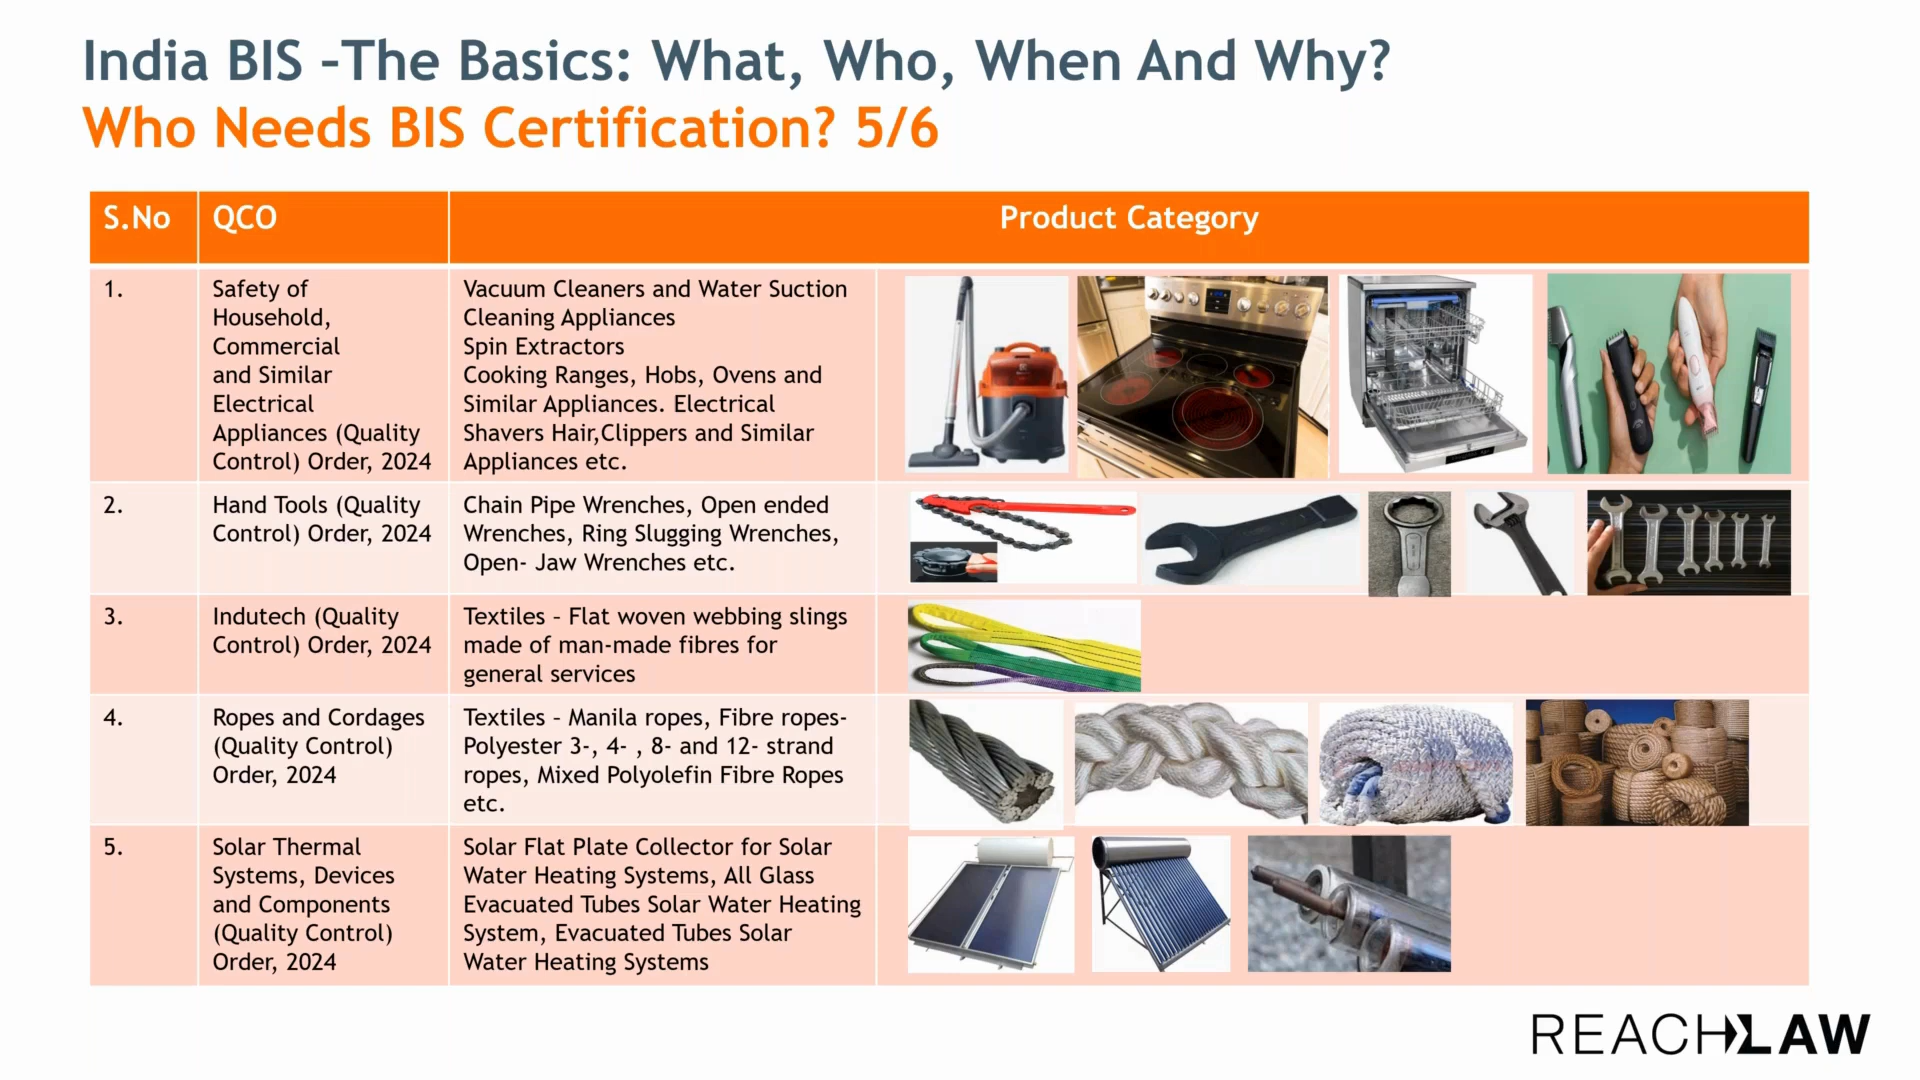 India BIS –The Basics: What, Who, When And Why?
Who Needs BIS Certification? 5/6
S.No
QCO
Product Category
1.
Safety of
Household,
Commercial
and Similar
Electrical
Appliances (Quality
Control) Order, 2024
Vacuum Cleaners and Water Suction
Cleaning Appliances
Spin Extractors
Cooking Ranges, Hobs, Ovens and
Similar Appliances. Electrical
Shavers Hair,Clippers and Similar
Appliances etc.
2.
Hand Tools (Quality
Control) Order, 2024
Chain Pipe Wrenches, Open ended
Wrenches, Ring Slugging Wrenches,
Open- Jaw Wrenches etc.
3.
Indutech (Quality
Control) Order, 2024
Textiles – Flat woven webbing slings
made of man-made fibres for
general services
4.
Ropes and Cordages
(Quality Control)
Order, 2024
Textiles – Manila ropes, Fibre ropes-
Polyester 3-, 4- , 8- and 12- strand
ropes, Mixed Polyolefin Fibre Ropes
etc.
5.
Solar Thermal
Systems, Devices
and Components
(Quality Control)
Order, 2024
Solar Flat Plate Collector for Solar
Water Heating Systems, All Glass
Evacuated Tubes Solar Water Heating
System, Evacuated Tubes Solar
Water Heating Systems
REACHLAW